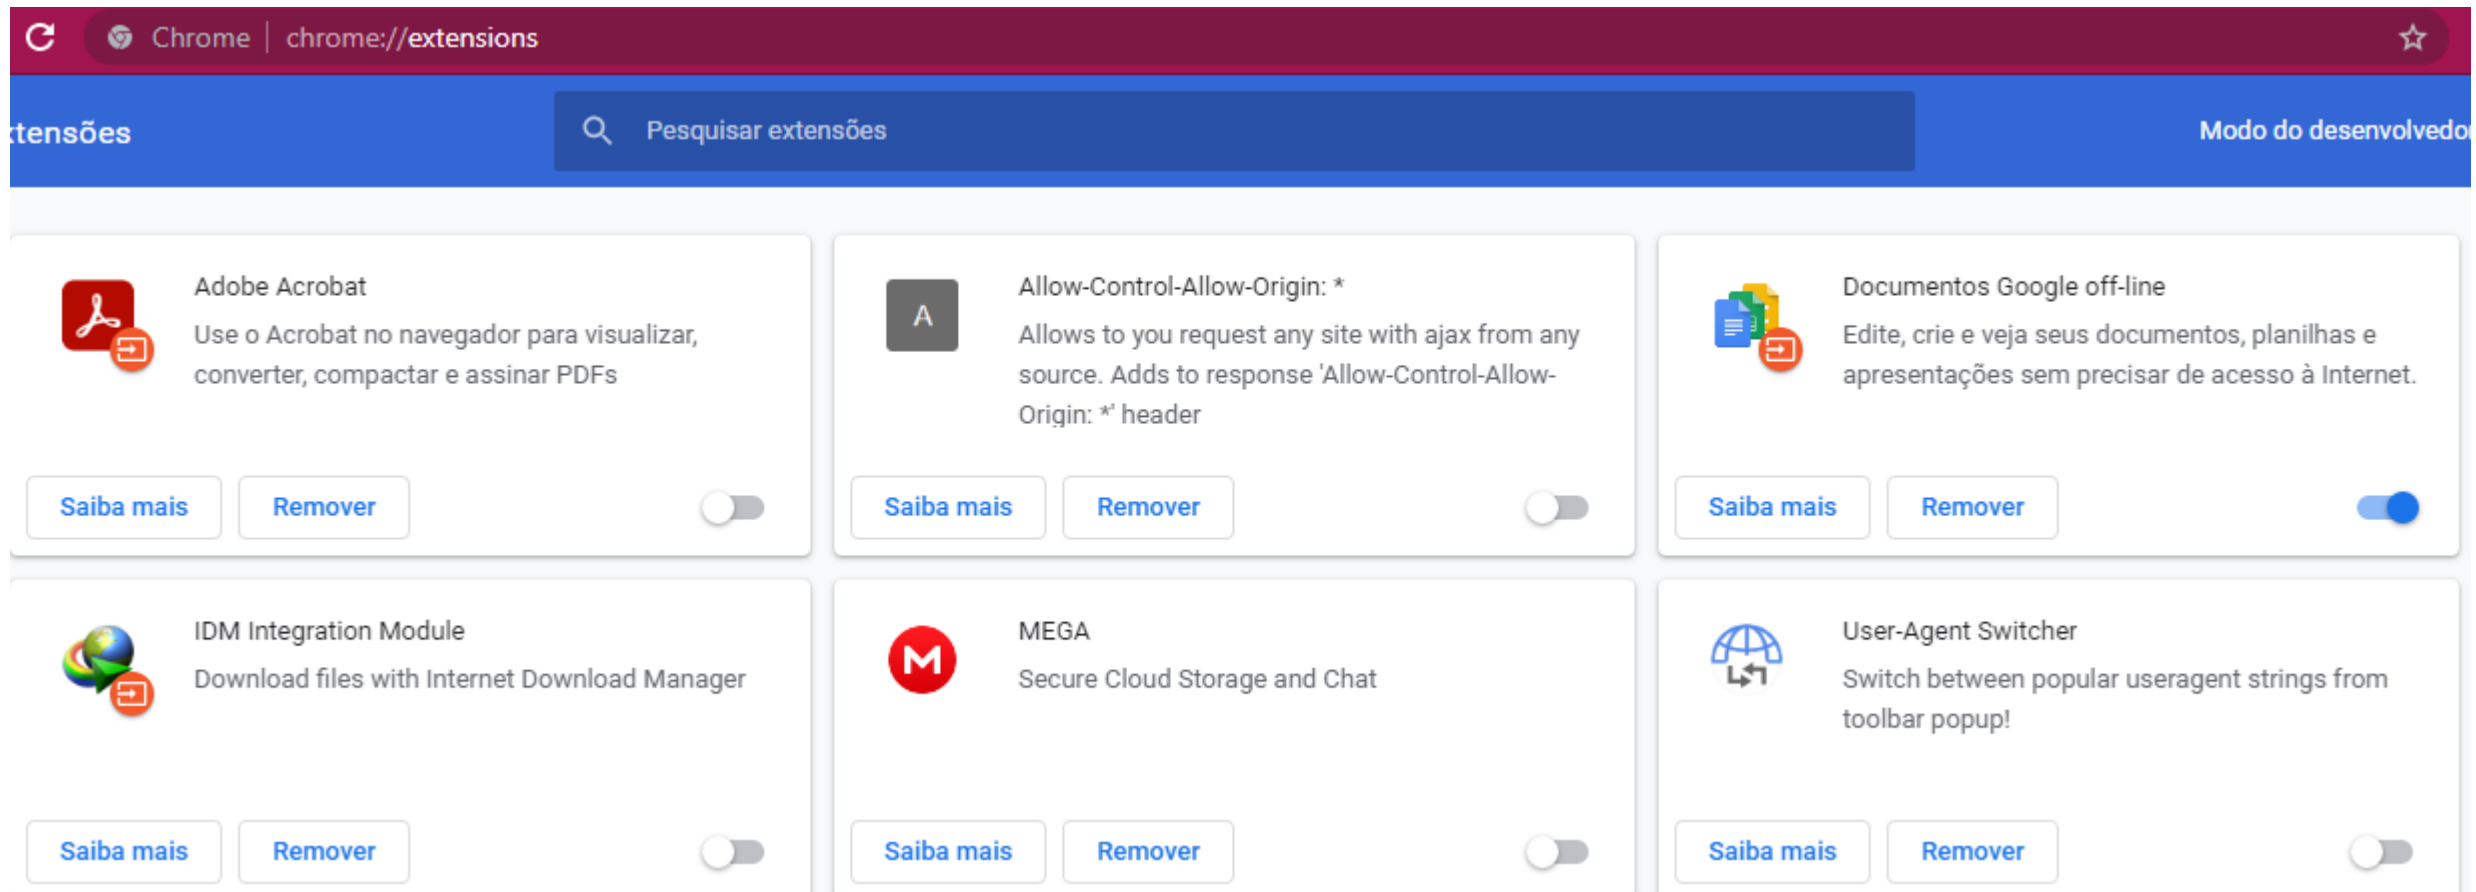 Chrome | chrome://extensions
xtensões
Pesquisar extensões
Modo do desenvolvedor
Adobe Acrobat
Use o Acrobat no navegador para visualizar,
converter, compactar e assinar PDFs
Saiba mais
Remover
A
Allow-Control-Allow-Origin: *
Allows to you request any site with ajax from any
source. Adds to response 'Allow-Control-Allow-
Origin: *' header
Saiba mais
Remover
Documentos Google off-line
Edite, crie e veja seus documentos, planilhas e
apresentações sem precisar de acesso à Internet.
Saiba mais
Remover
IDM Integration Module
Download files with Internet Download Manager
Saiba mais
Remover
M
MEGA
Secure Cloud Storage and Chat
Saiba mais
Remover
User-Agent Switcher
Switch between popular useragent strings from
toolbar popup!
Saiba mais
Remover